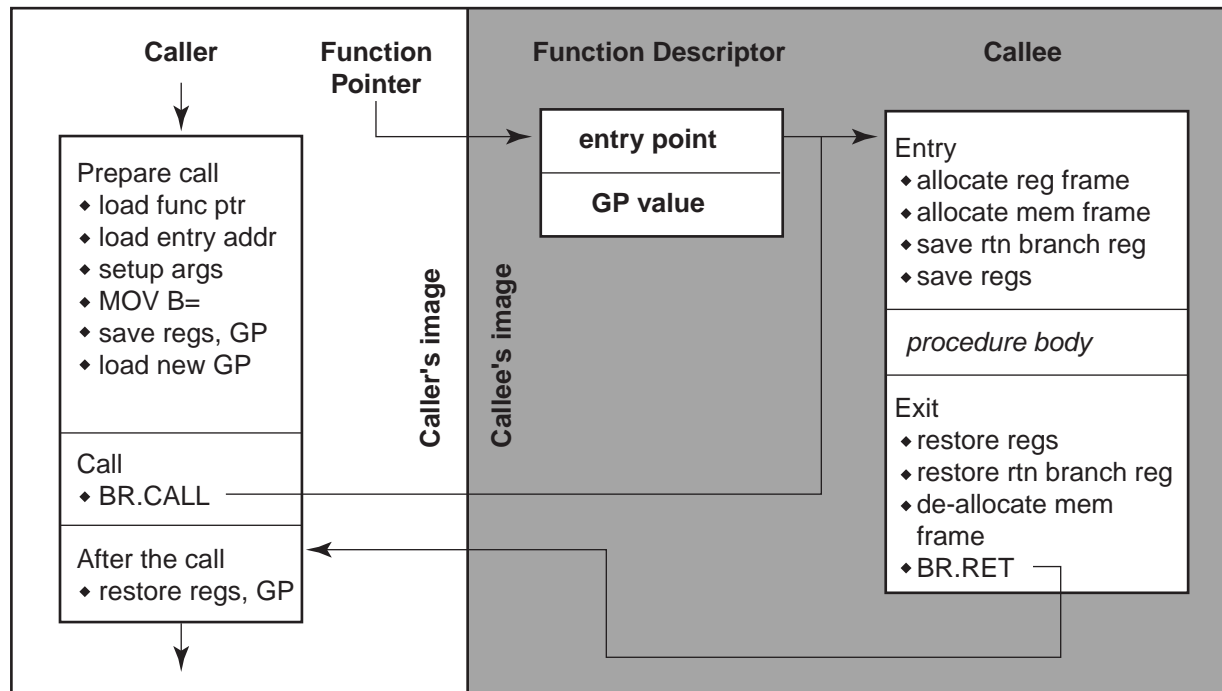 Caller
Function
Pointer
Function Descriptor
Callee
Prepare call
◆ load func ptr
◆ load entry addr
◆ setup args
◆ MOV B=
◆ save regs, GP
◆ load new GP
Call
◆ BR.CALL
After the call
◆ restore regs, GP
Caller's image
Callee's image
entry point
GP value
Entry
◆ allocate reg frame
◆ allocate mem frame
◆ save rtn branch reg
◆ save regs
procedure body
Exit
◆ restore regs
◆ restore rtn branch reg
◆ de-allocate mem
frame
◆ BR.RET